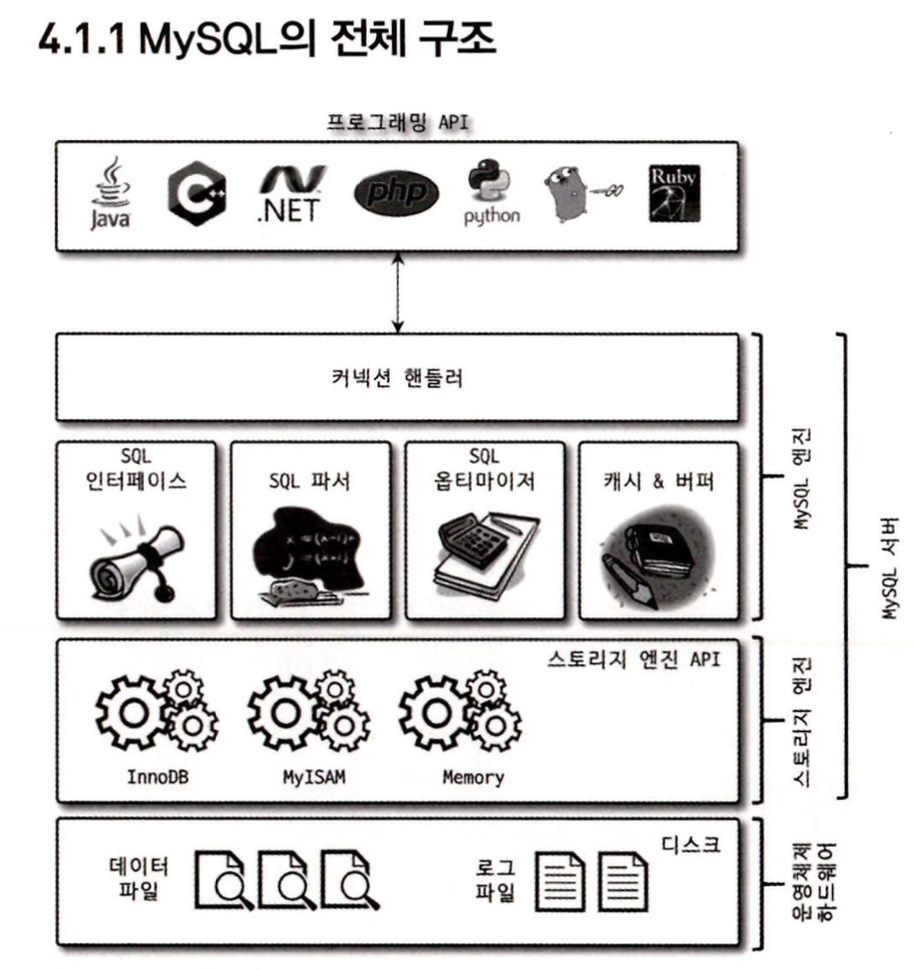 4.1.1 MySQL의 전체 구조
프로그래밍 API
Java
C++
.NET
php
python
GO
Ruby
커넥션 핸들러
SQL
인터페이스
SQL 파서
SQL
옵티마이저
캐시 & 버퍼
MySQL 엔진
스토리지 엔진 API
InnoDB
MyISAM
Memory
스토리지 엔진
MySQL 서버
디스크
데이터
파일
로그
파일
운영체제
하드웨어